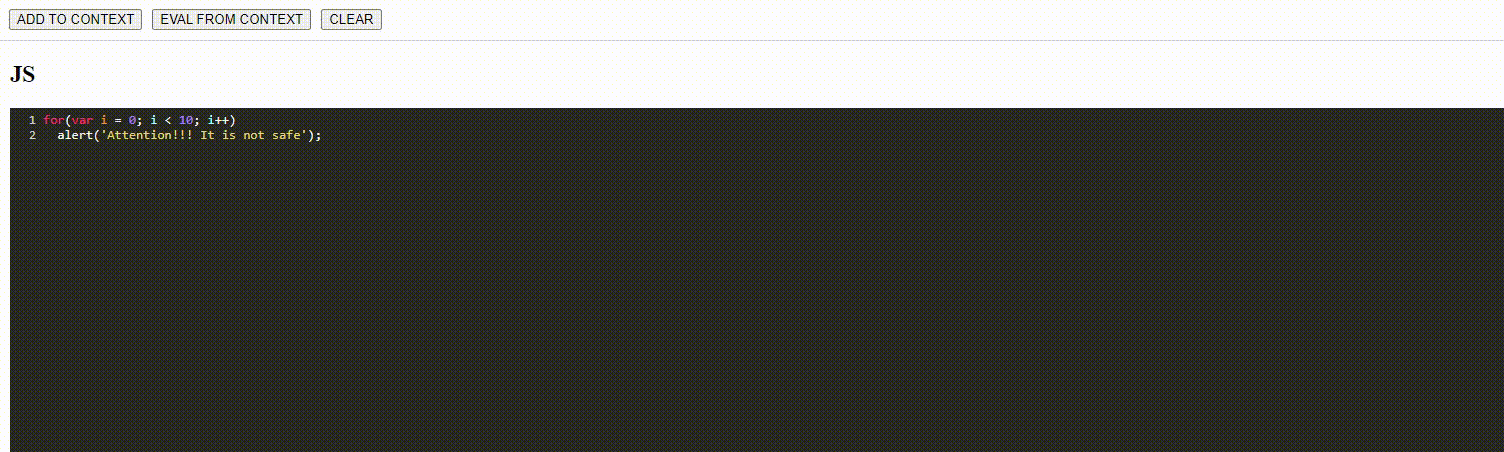 ADD TO CONTEXT EVAL FROM CONTEXT CLEAR
JS
1 for(var i = 0; i < 10; i++)
2 alert('Attention!!! It is not safe');